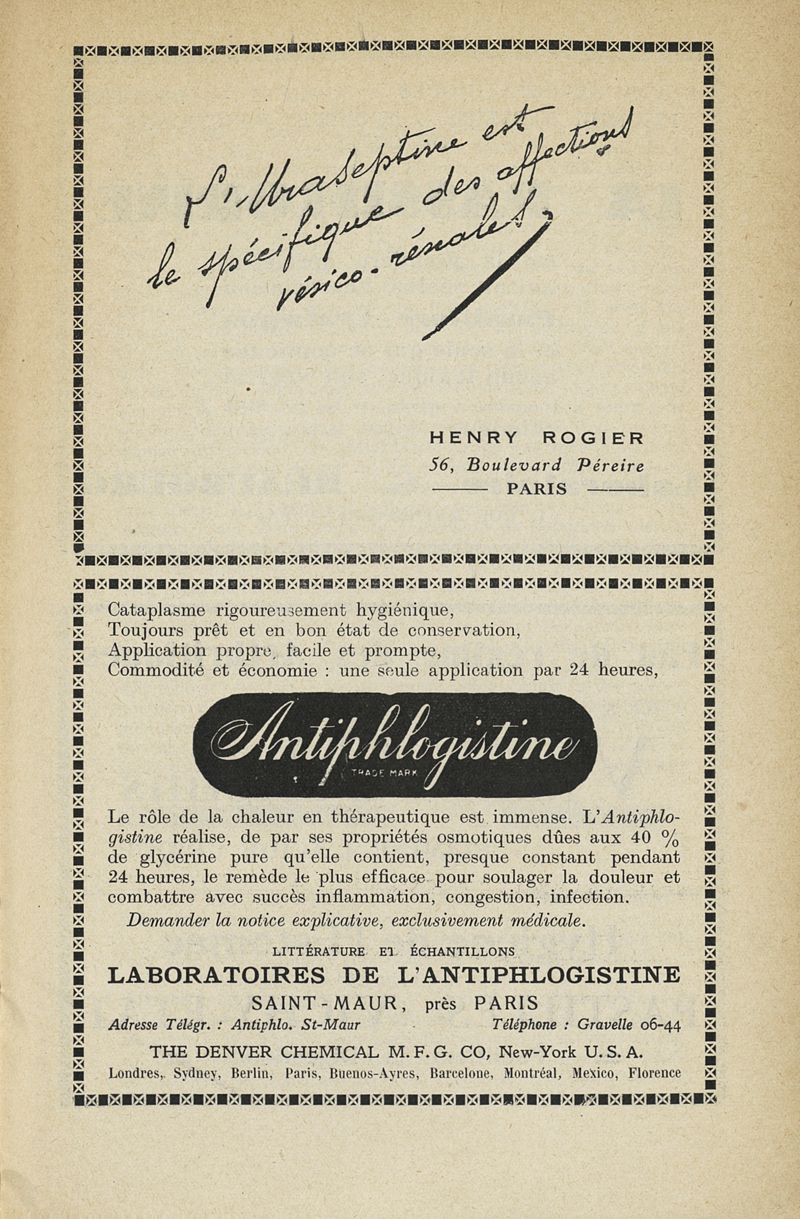 L'Uraseptine est
le spécifique des affections
vésico-rénales.
HENRY ROGIER
56, Boulevard Péreire
PARIS
Cataplasme rigoureusement hygiénique,
Toujours prêt et en bon état de conservation,
Application propre, facile et prompte,
Commodité et économie : une seule application par 24 heures,
Antiphlogistine
TRADE MARK
Le rôle de la chaleur en thérapeutique est immense. L'Antiphlo-
gistine réalise, de par ses propriétés osmotiques dûes aux 40 %
de glycérine pure qu'elle contient, presque constant pendant
24 heures, le remède le plus efficace pour soulager la douleur et
combattre avec succès inflammation, congestion, infection.
Demander la notice explicative, exclusivement médicale.
LITTÉRATURE ET ÉCHANTILLONS
LABORATOIRES DE L'ANTIPHLOGISTINE
SAINT-MAUR, près PARIS
Adresse Télégr. : Antiphlo. St-Maur Téléphone : Gravelle 06-44
THE DENVER CHEMICAL M. F. G. CO, New-York U. S. A.
Londres, Sydney, Berlin, Paris, Buenos-Ayres, Barcelone, Montréal, Mexico, Florence